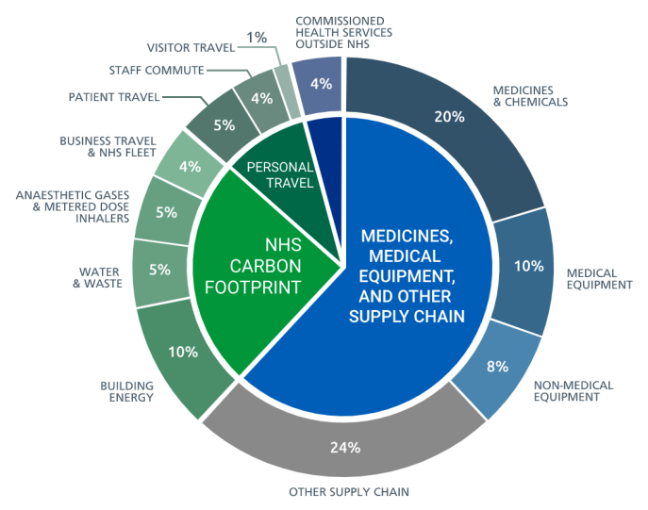 COMMISSIONED
HEALTH SERVICES
OUTSIDE NHS
4%
MEDICINES
& CHEMICALS
20%
MEDICAL
EQUIPMENT
10%
NON-MEDICAL
EQUIPMENT
8%
OTHER SUPPLY CHAIN
24%
BUILDING
ENERGY
10%
WATER
& WASTE
5%
ANAESTHETIC GASES
& METERED DOSE
INHALERS
5%
BUSINESS TRAVEL
& NHS FLEET
4%
PATIENT TRAVEL
5%
STAFF COMMUTE
4%
VISITOR TRAVEL
1%
PERSONAL
TRAVEL
NHS
CARBON
FOOTPRINT
MEDICINES,
MEDICAL
EQUIPMENT,
AND OTHER
SUPPLY CHAIN